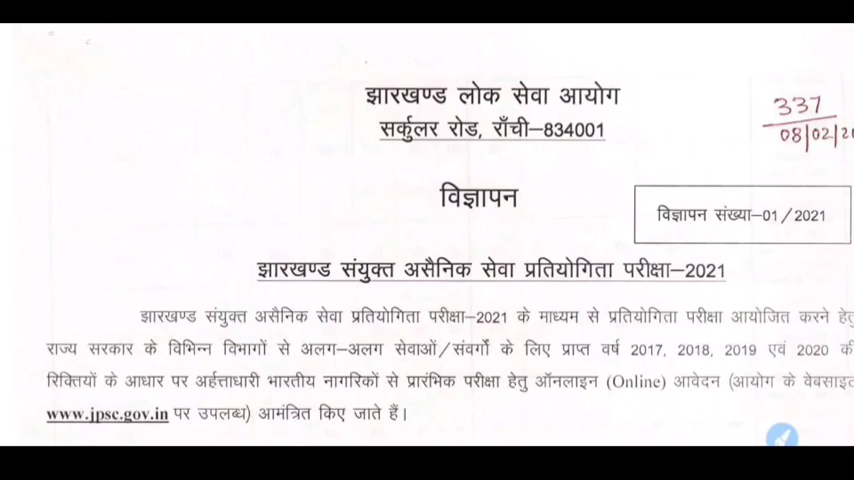 झारखण्ड लोक सेवा आयोग
सर्कुलर रोड, राँची–834001
337
08/02/20
विज्ञापन
विज्ञापन संख्या–01/2021
झारखण्ड संयुक्त असैनिक सेवा प्रतियोगिता परीक्षा–2021
झारखण्ड संयुक्त असैनिक सेवा प्रतियोगिता परीक्षा–2021 के माध्यम से प्रतियोगिता परीक्षा आयोजित करने हेतु
राज्य सरकार के विभिन्न विभागों से अलग–अलग सेवाओं/संवर्गों के लिए प्राप्त वर्ष 2017, 2018, 2019 एवं 2020 की
रिक्तियों के आधार पर अर्हत्ताधारी भारतीय नागरिकों से प्रारंभिक परीक्षा हेतु ऑनलाइन (Online) आवेदन (आयोग के वेबसाइट
www.jpsc.gov.in पर उपलब्ध) आमंत्रित किए जाते हैं।